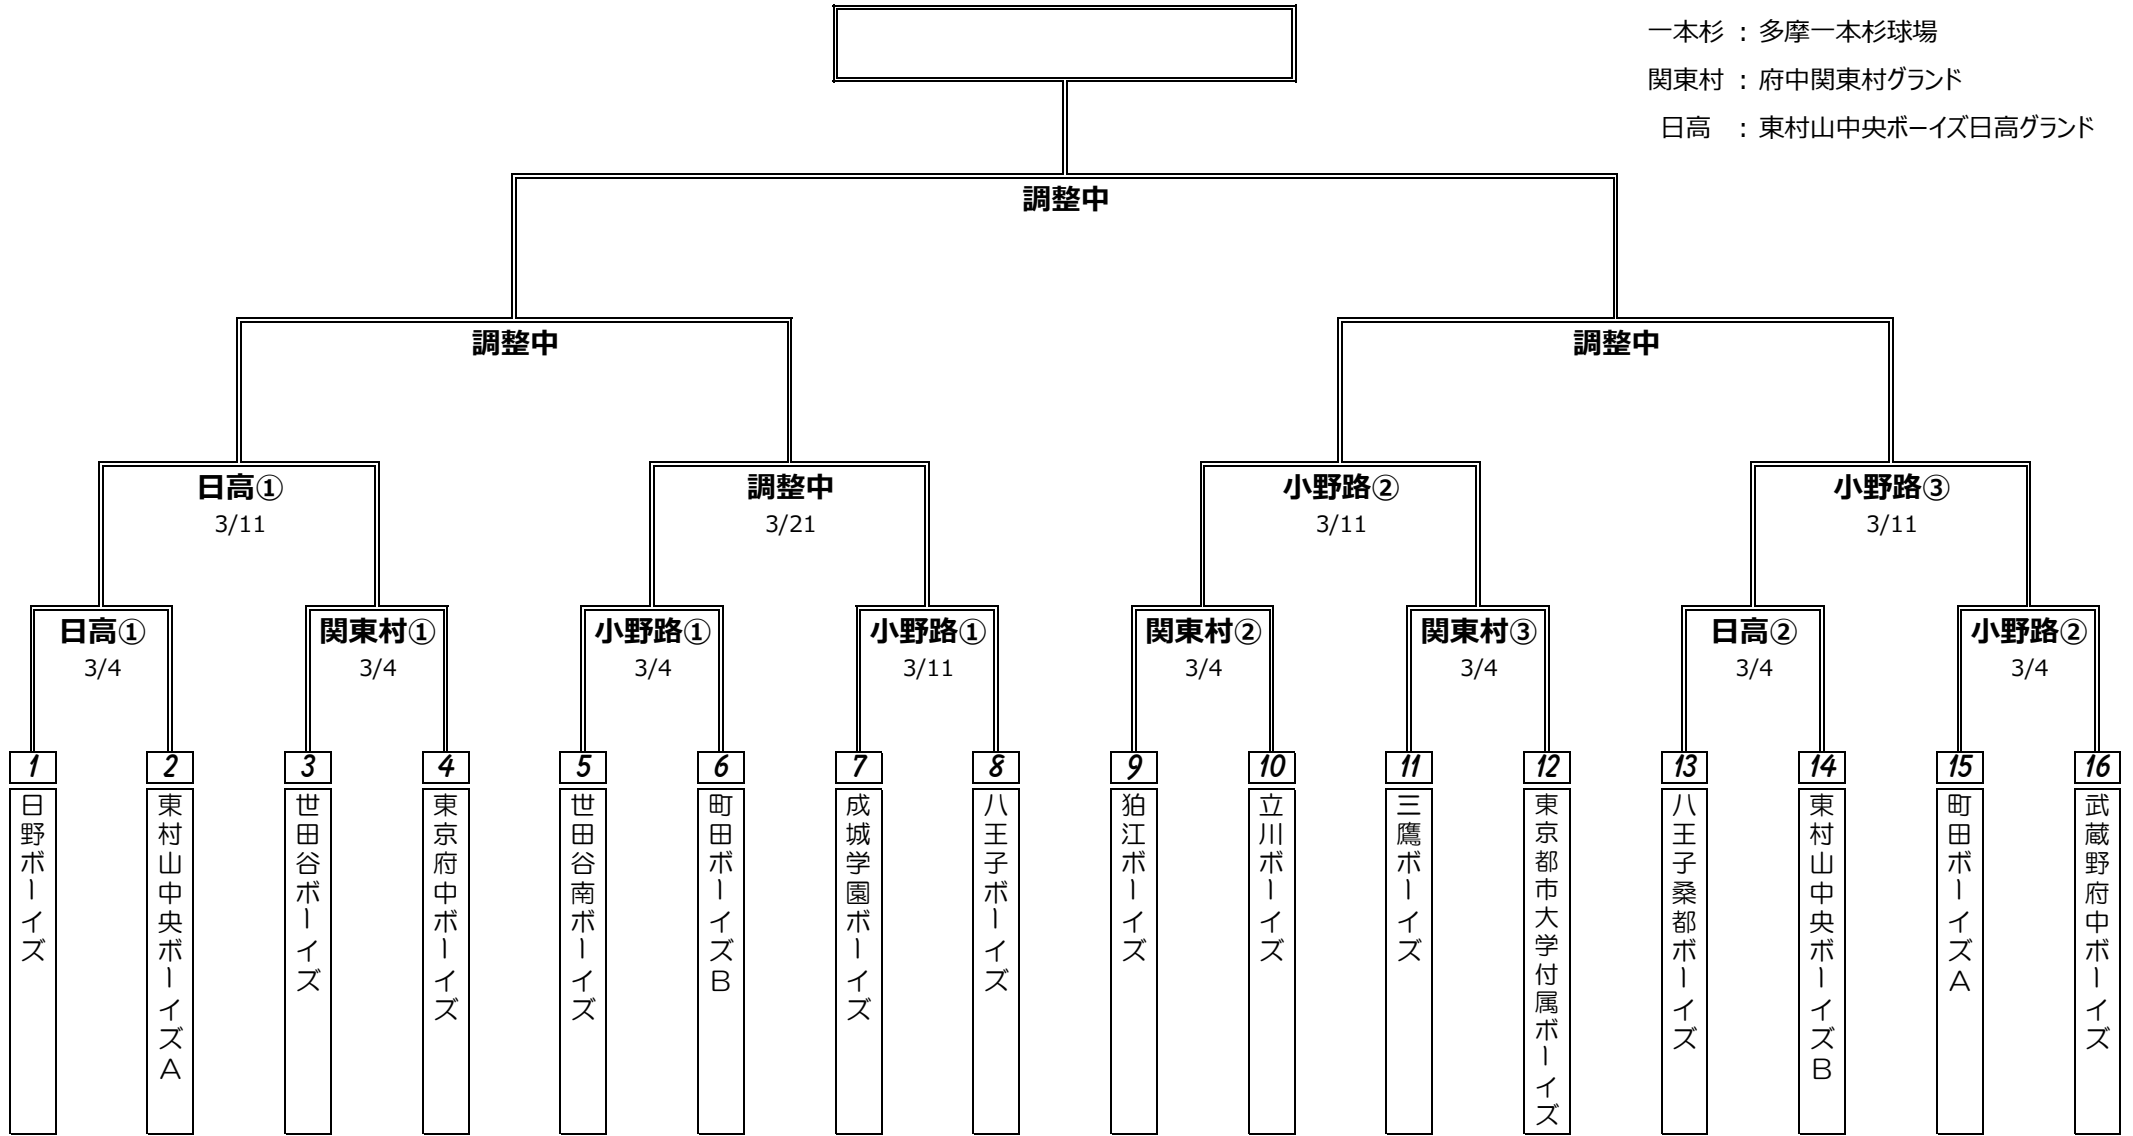 一本杉 : 多摩一本杉球場
関東村 : 府中関東村グランド
日高 : 東村山中央ボーイズ日高グランド
調整中
調整中
調整中
日高①
3/11
調整中
3/21
小野路②
3/11
小野路③
3/11
日高①
3/4
関東村①
3/4
小野路①
3/4
小野路①
3/11
関東村②
3/4
関東村③
3/4
日高②
3/4
小野路②
3/4
1
日野ボーイズ
2
東村山中央ボーイズA
3
世田谷ボーイズ
4
東京府中ボーイズ
5
世田谷南ボーイズ
6
町田ボーイズB
7
成城学園ボーイズ
8
八王子ボーイズ
9
狛江ボーイズ
10
立川ボーイズ
11
三鷹ボーイズ
12
東京都市大学付属ボーイズ
13
八王子桑都ボーイズ
14
東村山中央ボーイズB
15
町田ボーイズA
16
武蔵野府中ボーイズ